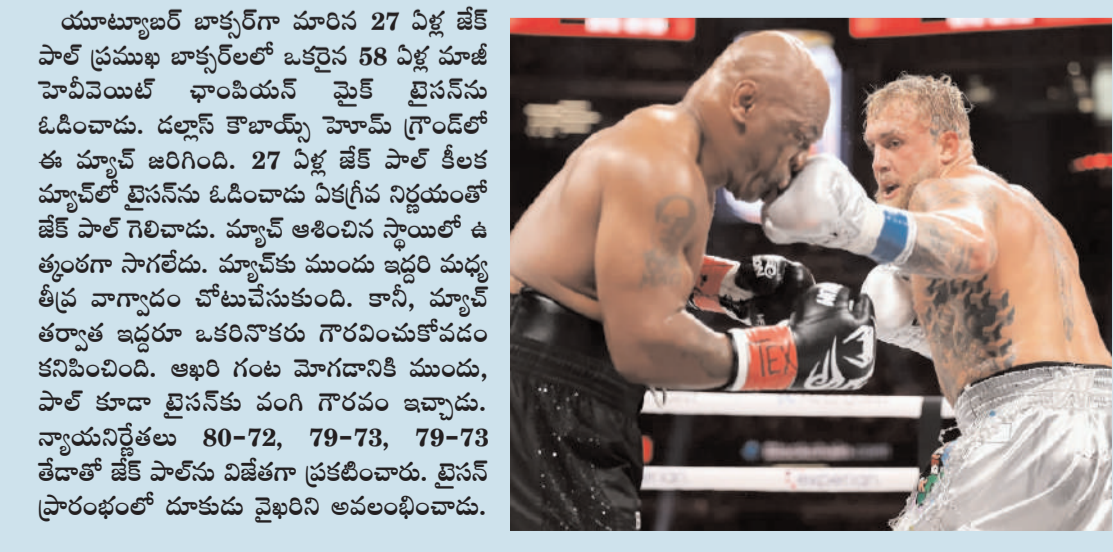 యూట్యూబర్ బాక్సర్‌గా మారిన 27 ఏళ్ల జేక్
పాల్ ప్రముఖ బాక్సర్‌లలో ఒకరైన 58 ఏళ్ల మాజీ
హెవీవెయిట్ ఛాంపియన్ మైక్ టైసన్‌ను
ఓడించాడు. డల్లాస్ కౌబాయ్స్ హెూమ్ గ్రౌండ్‌లో
ఈ మ్యాచ్ జరిగింది. 27 ఏళ్ల జేక్ పాల్ కీలక
మ్యాచ్‌లో టైసన్‌ను ఓడించాడు ఏకగ్రీవ నిర్ణయంతో
జేక్ పాల్ గెలిచాడు. మ్యాచ్ ఆశించిన స్థాయిలో ఉ
త్కంఠగా సాగలేదు. మ్యాచ్‌కు ముందు ఇద్దరి మధ్య
తీవ్ర వాగ్వాదం చోటుచేసుకుంది. కానీ, మ్యాచ్
తర్వాత ఇద్దరూ ఒకరినొకరు గౌరవించుకోవడం
కనిపించింది. ఆఖరి గంట మోగడానికి ముందు,
పాల్ కూడా టైసన్‌కు వంగి గౌరవం ఇచ్చాడు.
న్యాయనిర్ణేతలు 80-72, 79-73, 79-73
తేడాతో జేక్ పాల్‌ను విజేతగా ప్రకటించారు. టైసన్
ప్రారంభంలో దూకుడు వైఖరిని అవలంభించాడు.
TEX
experian